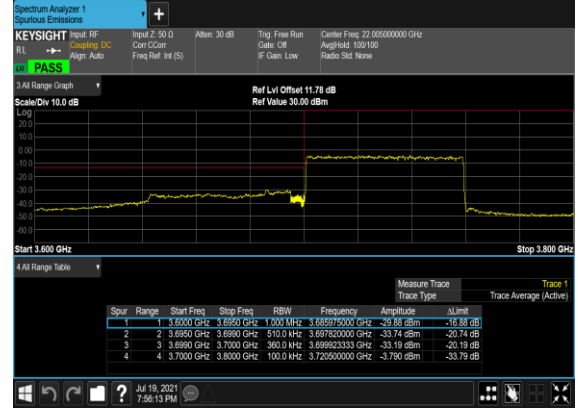 Spectrum Analyzer 1
Spurious Emissions
+
KEYSIGHT
RL
PASS
Input: RF
Coupling: DC
Align: Auto
Input Z: 50 Ω
Corr CCorr
Freq Ref: Int (S)
Atten: 30 dB
Trig: Free Run
Gate: Off
IF Gain: Low
Center Freq: 22.005000000 GHz
Avg|Hold: 100/100
Radio Std: None
3 All Range Graph
Scale/Div 10.0 dB
Ref Lvl Offset 11.78 dB
Ref Value 30.00 dBm
Log
20.0
10.0
0.00
-10.0
-20.0
-30.0
-40.0
-50.0
-60.0
Start 3.600 GHz
Stop 3.800 GHz
4 All Range Table
Measure Trace Trace 1
Trace Type Trace Average (Active)
Spur Range Start Freq Stop Freq RBW Frequency Amplitude ΔLimit
1 1 3.6000 GHz 3.6950 GHz 1.000 MHz 3.685975000 GHz -29.88 dBm -16.88 dB
2 2 3.6950 GHz 3.6990 GHz 510.0 kHz 3.697820000 GHz -33.74 dBm -20.74 dB
3 3 3.6990 GHz 3.7000 GHz 360.0 kHz 3.699923333 GHz -33.19 dBm -20.19 dB
4 4 3.7000 GHz 3.8000 GHz 100.0 kHz 3.720500000 GHz -3.790 dBm -33.79 dB
?
Jul 19, 2021
7:56:13 PM